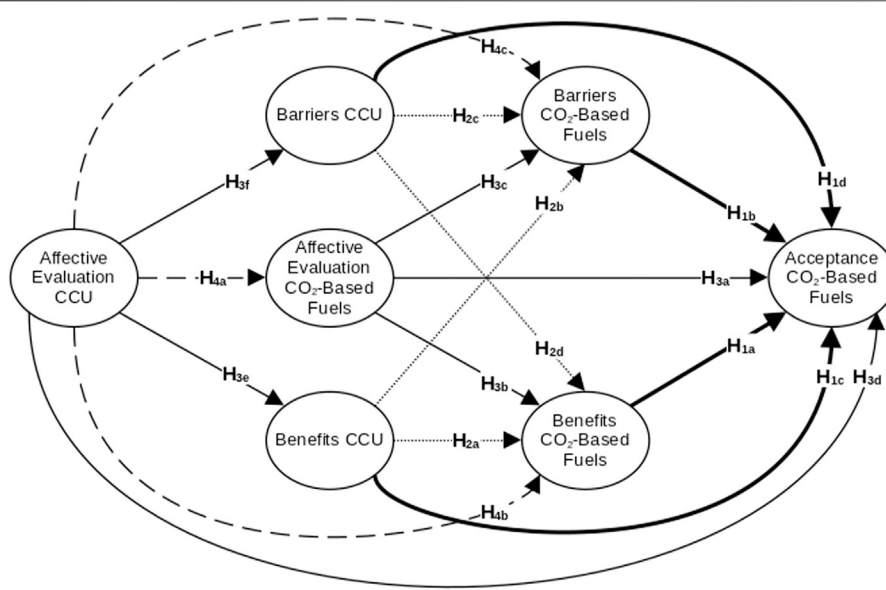 H4c
Barriers CCU
H2c
Barriers
CO₂-Based
Fuels
H3f
H3c
H2b
H1d
H1b
Affective
Evaluation
CCU
H4a
Affective
Evaluation
CO₂-Based
Fuels
H3a
Acceptance
CO₂-Based
Fuels
H3e
H3b
H2d
H1a
H1c
H3d
Benefits CCU
H2a
Benefits
CO₂-Based
Fuels
H4b